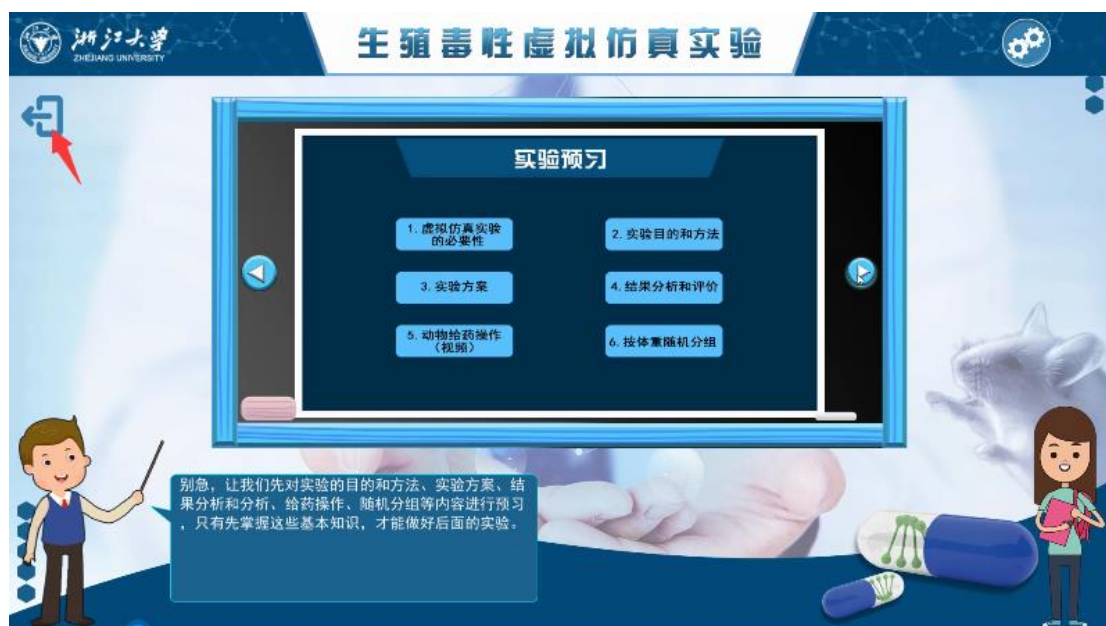 浙江大学
ZHEJIANG UNIVERSITY
生殖毒性虚拟仿真实验
实验预习
1. 虚拟仿真实验
的必要性
2. 实验目的和方法
3. 实验方案
4. 结果分析和评价
5. 动物给药操作
（视频）
6. 按体重随机分组
别急，让我们先对实验的目的和方法、实验方案、结
果分析和分析、给药操作、随机分组等内容进行预习
，只有先掌握这些基本知识，才能做好后面的实验。